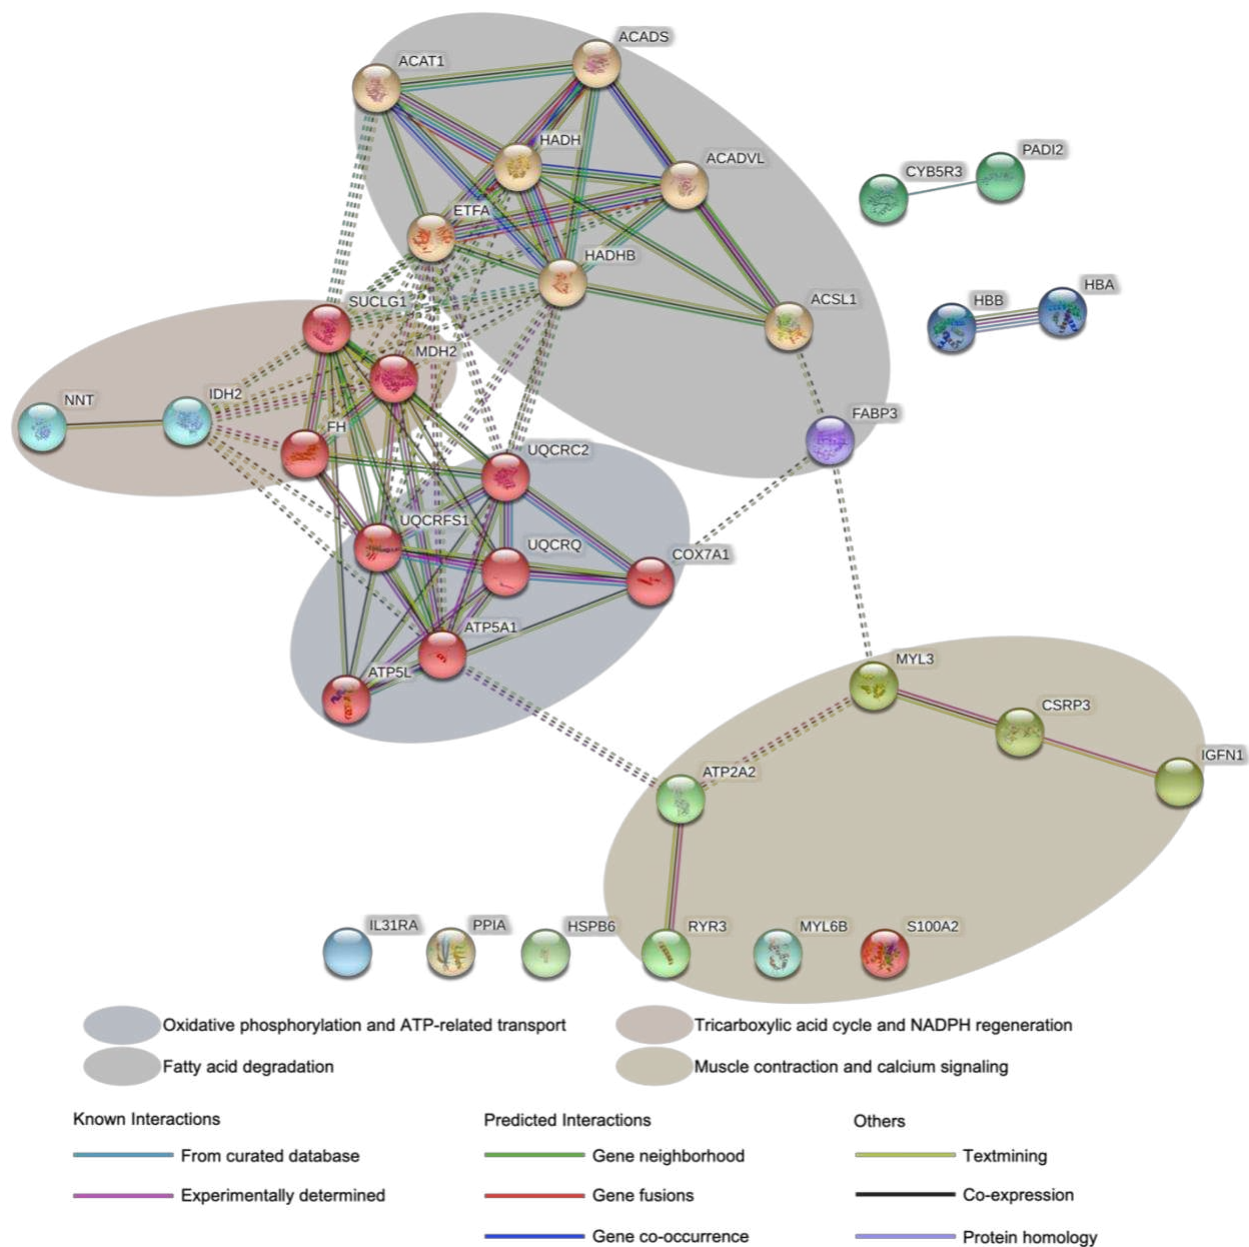 ACADS
ACAT1
HADH
ACADVL
PADI2
CYB5R3
ETFA
HADHB
HBA
HBB
SUCLG1
ACSL1
MDH2
NNT
IDH2
FABP3
FH
UQCRC2
UQCRFS1
UQCRQ
COX7A1
ATP5A1
ATP5L
MYL3
CSRP3
IGFN1
ATP2A2
IL31RA
PPIA
HSPB6
RYR3
MYL6B
S100A2
Oxidative phosphorylation and ATP-related transport
Tricarboxylic acid cycle and NADPH regeneration
Fatty acid degradation
Muscle contraction and calcium signaling
Known Interactions
From curated database
Experimentally determined
Predicted Interactions
Gene neighborhood
Gene fusions
Gene co-occurrence
Others
Textmining
Co-expression
Protein homology